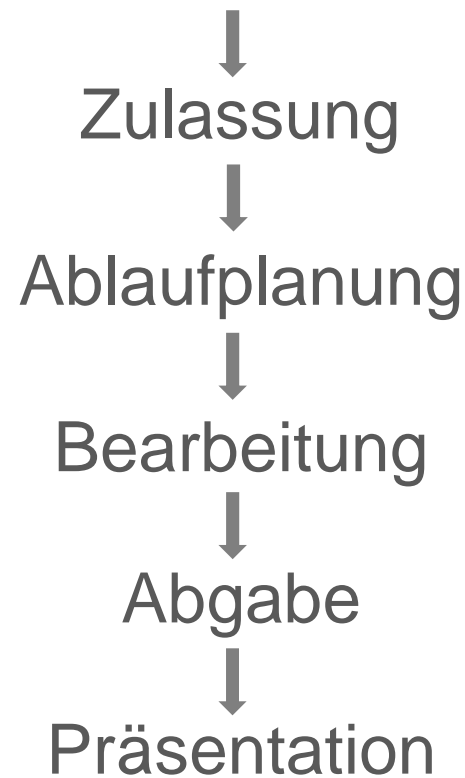 Zulassung
Ablaufplanung
Bearbeitung
Abgabe
Präsentation